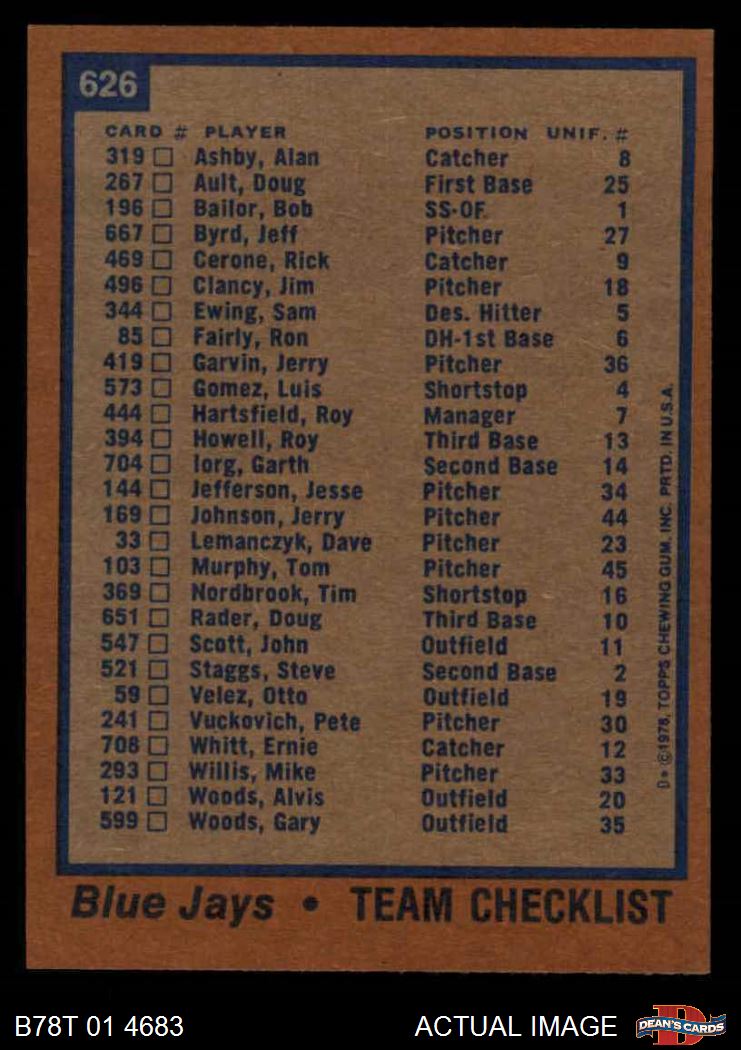 626
CARD # PLAYER POSITION UNIF. #
319 Ashby, Alan Catcher 8
267 Ault, Doug First Base 25
196 Bailor, Bob SS-OF 1
667 Byrd, Jeff Pitcher 27
469 Cerone, Rick Catcher 9
496 Clancy, Jim Pitcher 18
344 Ewing, Sam Des. Hitter 5
85 Fairly, Ron DH-1st Base 6
419 Garvin, Jerry Pitcher 36
573 Gomez, Luis Shortstop 4
444 Hartsfield, Roy Manager 7
394 Howell, Roy Third Base 13
704 Iorg, Garth Second Base 14
144 Jefferson, Jesse Pitcher 34
169 Johnson, Jerry Pitcher 44
33 Lemanczyk, Dave Pitcher 23
103 Murphy, Tom Pitcher 45
369 Nordbrook, Tim Shortstop 16
651 Rader, Doug Third Base 10
547 Scott, John Outfield 11
521 Staggs, Steve Second Base 2
59 Velez, Otto Outfield 19
241 Vuckovich, Pete Pitcher 30
708 Whitt, Ernie Catcher 12
293 Willis, Mike Pitcher 33
121 Woods, Alvis Outfield 20
599 Woods, Gary Outfield 35
D* ©1978, TOPPS CHEWING GUM, INC. PRTD. IN U.S.A.
Blue Jays • TEAM CHECKLIST
B78T 01 4683 ACTUAL IMAGE
D
DEAN'S CARDS